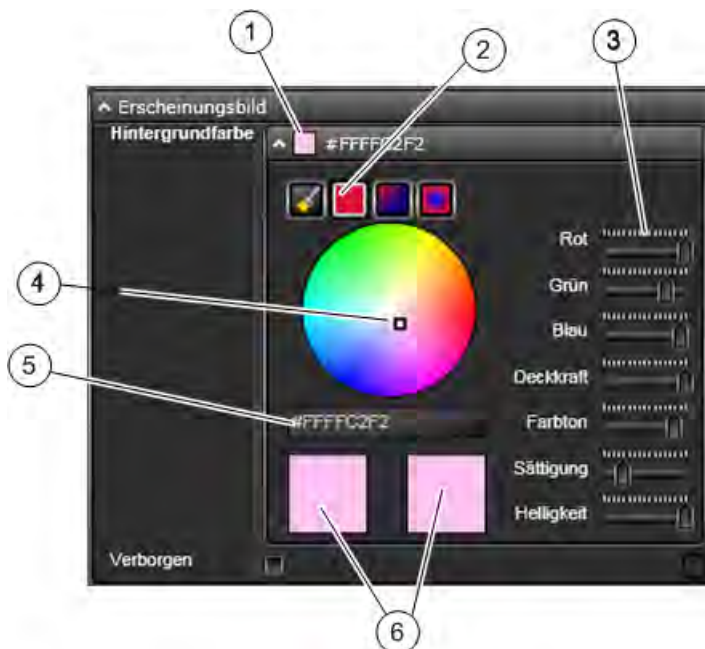 1
2
3
Erscheinungsbild
Hintergrundfarbe
#FFFFC2F2
Rot
4
Grün
Blau
5
Deckkraft
#FFFFC2F2
Farbton
Sättigung
Helligkeit
Verborgen
6